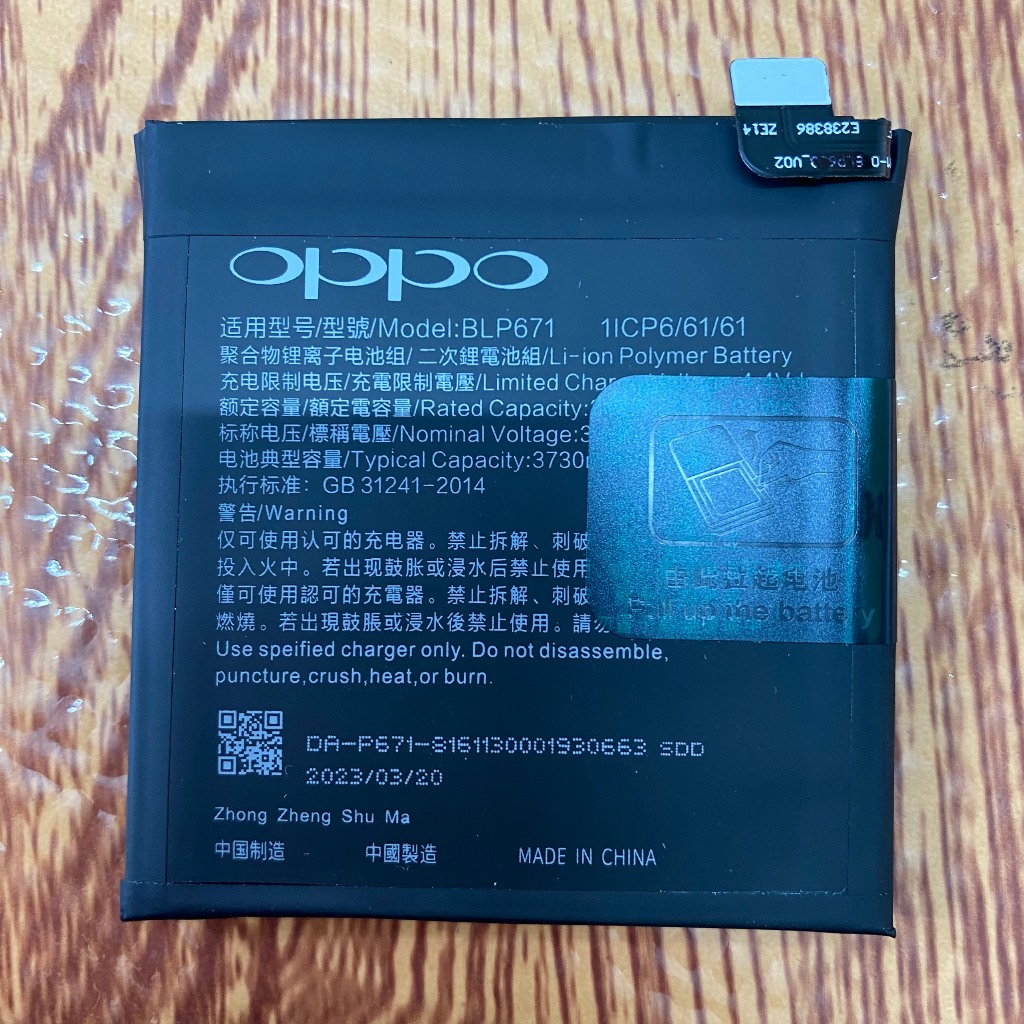 E238386 ZE14
_V02
oppo
适用型号/型號/Model:BLP671 1ICP6/61/61
聚合物锂离子电池组/二次鋰電池組/Li-ion Polymer Battery
充电限制电压/充電限制電壓/Limited
额定容量/額定電容量/Rated Capacity:
标称电压/標稱電壓/Nominal Voltage:3
电池典型容量/Typical Capacity:3730
执行标准：GB 31241-2014
警告/Warning
仅可使用认可的充电器。禁止拆解、刺破
投入火中。若出现鼓胀或浸水后禁止使用
僅可使用認可的充電器。禁止拆解、刺破
燃燒。若出現鼓脹或浸水後禁止使用。請勿
Use speified charger only. Do not disassemble,
puncture,crush,heat,or burn.
Pull up the battery
DA-P671-S16113000193066​3 SDD
2023/03/20
Zhong Zheng Shu Ma
中国制造 中國製造 MADE IN CHINA